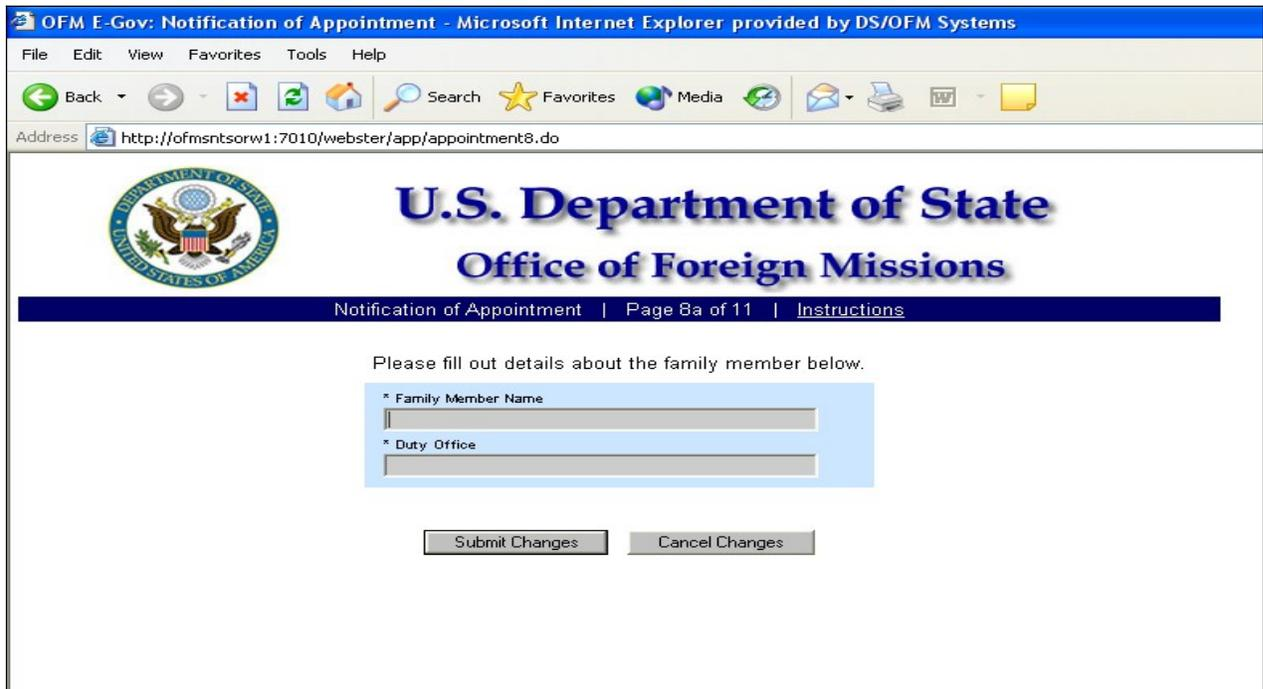 OFM E-Gov: Notification of Appointment - Microsoft Internet Explorer provided by DS/OFM Systems
File Edit View Favorites Tools Help
Back Search Favorites Media W
Address http://ofmsntsorw1:7010/webster/app/appointment8.do
DEPARTMENT OF STATE
UNITED STATES OF AMERICA
U.S. Department of State
Office of Foreign Missions
Notification of Appointment | Page 8a of 11 | Instructions
Please fill out details about the family member below.
* Family Member Name
* Duty Office
Submit Changes Cancel Changes